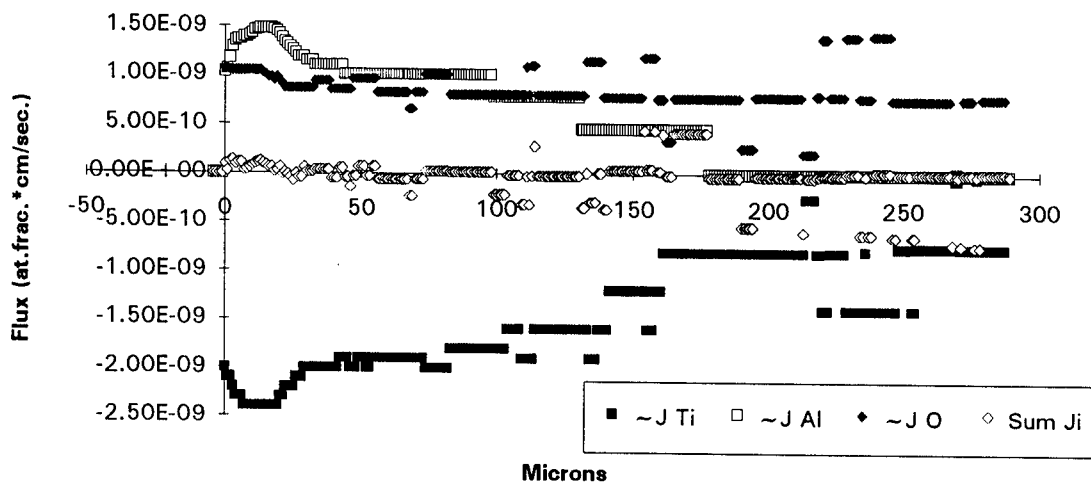 1.50E-09
1.00E-09
5.00E-10
0.00E+00
-5.00E-10
-1.00E-09
-1.50E-09
-2.00E-09
-2.50E-09
Flux (at.frac.*cm/sec.)
-50 0 50 100 150 200 250 300
~J Ti ~J Al ~J O Sum Ji
Microns